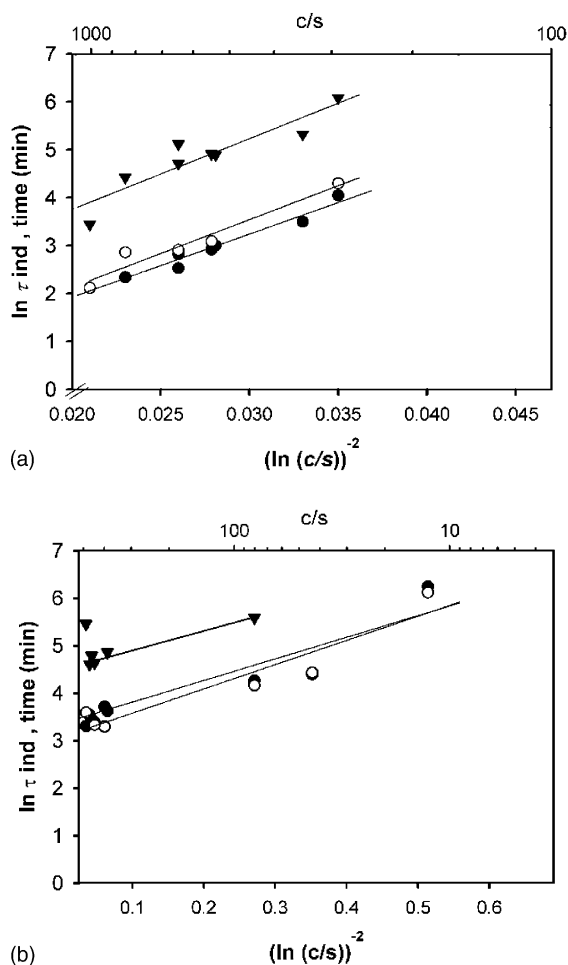 c/s
1000 100
7
6
5
4
3
2
1
0
ln τ ind , time (min)
0.020 0.025 0.030 0.035 0.040 0.045
(a) (ln (c/s))⁻²
c/s
100 10
7
6
5
4
3
2
1
0
ln τ ind , time (min)
0.1 0.2 0.3 0.4 0.5 0.6
(b) (ln (c/s))⁻²